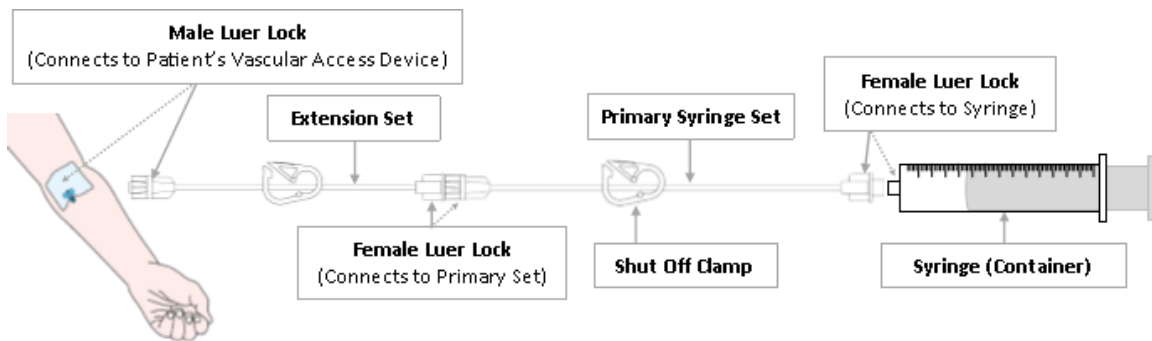 Male Luer Lock
(Connects to Patient's Vascular Access Device)
Extension Set
Primary Syringe Set
Female Luer Lock
(Connects to Syringe)
Female Luer Lock
(Connects to Primary Set)
Shut Off Clamp
Syringe (Container)